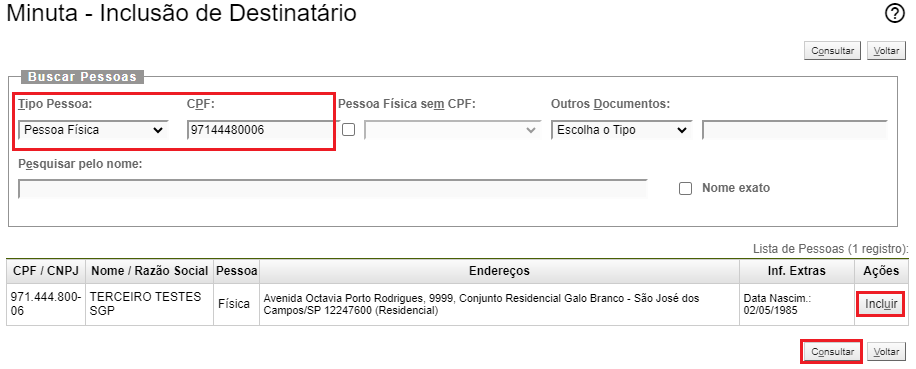 Minuta - Inclusão de Destinatário
Consultar Voltar
Buscar Pessoas
Tipo Pessoa: CPF: Pessoa Física sem CPF: Outros Documentos:
Pessoa Física 97144480006 Escolha o Tipo
Pesquisar pelo nome:
Nome exato
Lista de Pessoas (1 registro):
CPF / CNPJ Nome / Razão Social Pessoa Endereços Inf. Extras Ações
971.444.800-06 TERCEIRO TESTES SGP Física Avenida Octavia Porto Rodrigues, 9999, Conjunto Residencial Galo Branco - São José dos Campos/SP 12247600 (Residencial) Data Nascim.: 02/05/1985 Incluir
Consultar Voltar